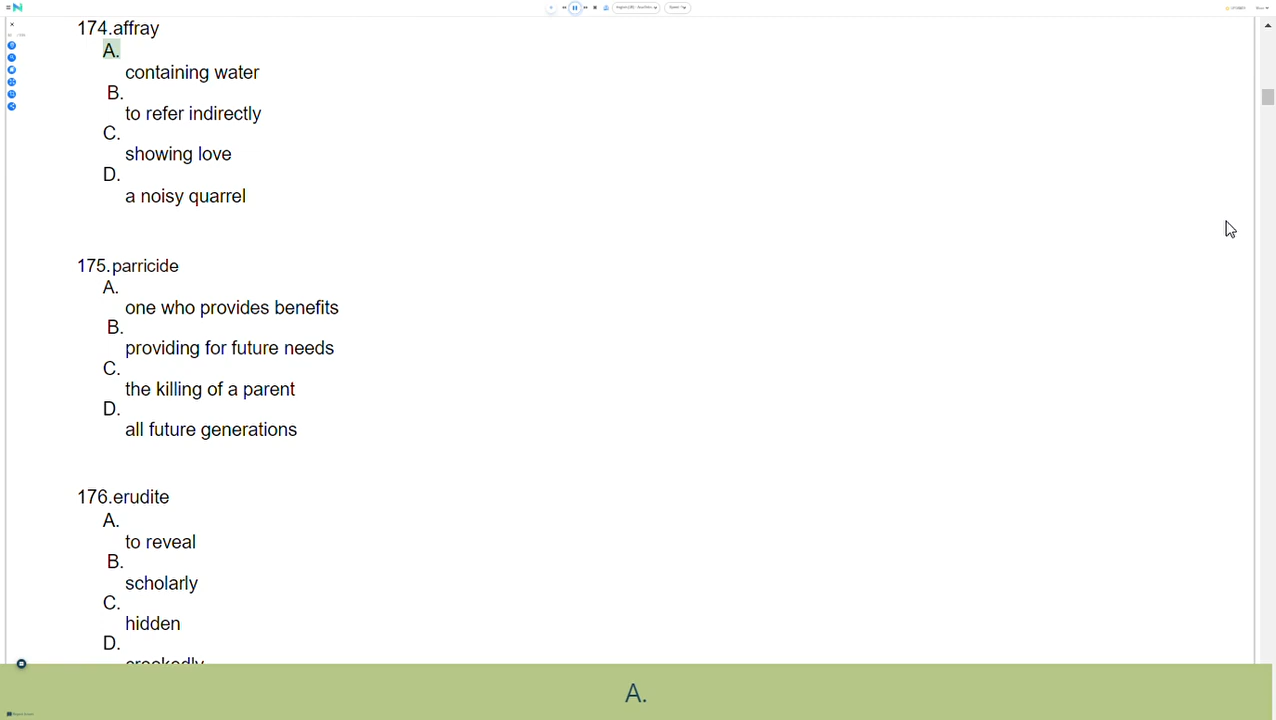 174.affray
A.
containing water
B.
to refer indirectly
C.
showing love
D.
a noisy quarrel
175.parricide
A.
one who provides benefits
B.
providing for future needs
C.
the killing of a parent
D.
all future generations
176.erudite
A.
to reveal
B.
scholarly
C.
hidden
D.
crookedly
A.